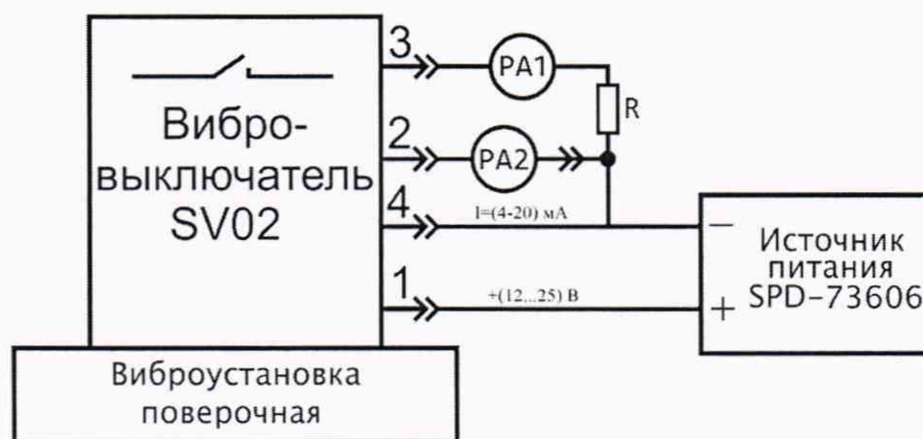 3
PA1
R
Вибро-
выключатель
SV02
2
PA2
4
I=(4-20) мА
−
Источник
питания
SPD-73606
1
+(12...25) В
+
Виброустановка
поверочная